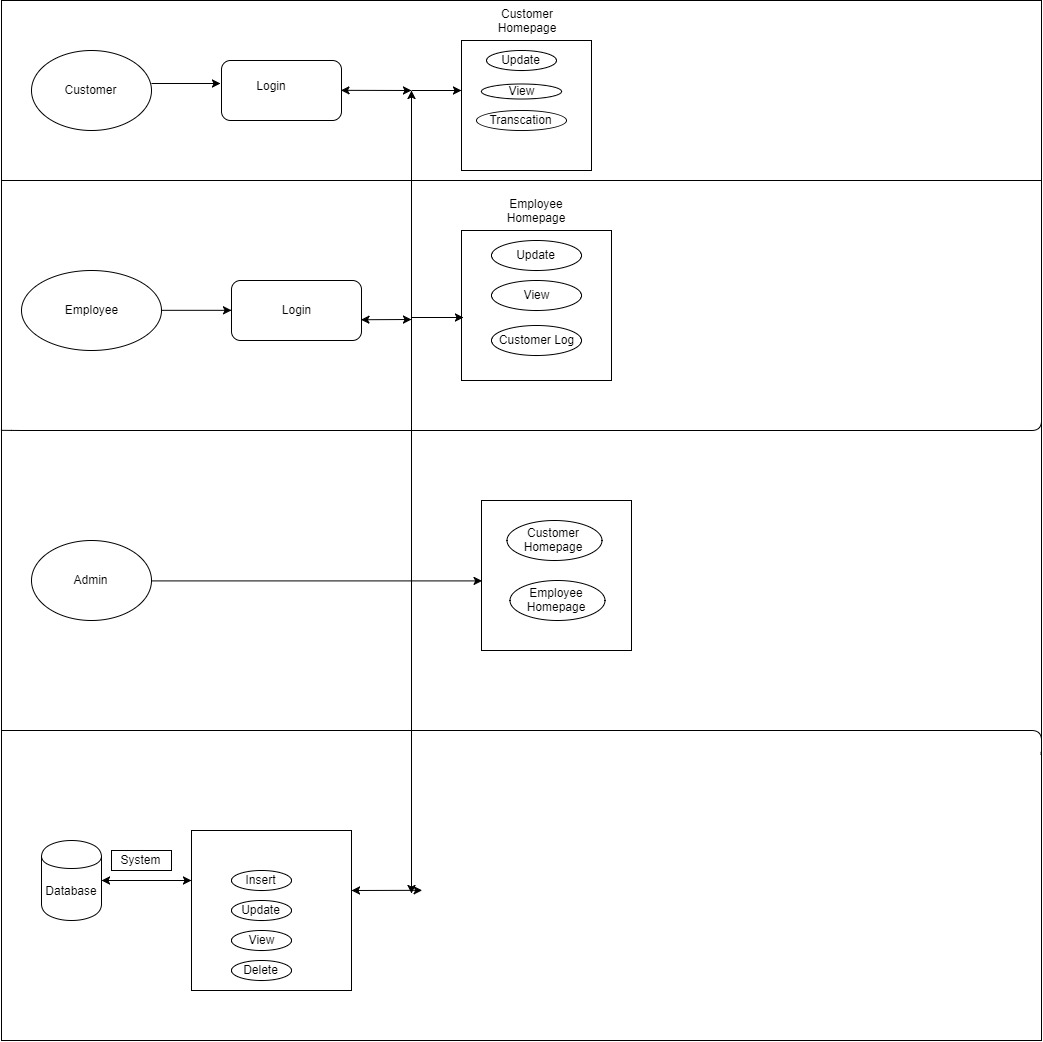 Customer
Homepage
Customer
Login
Update
View
Transcation
Employee
Homepage
Employee
Login
Update
View
Customer Log
Admin
Customer
Homepage
Employee
Homepage
Database
System
Insert
Update
View
Delete